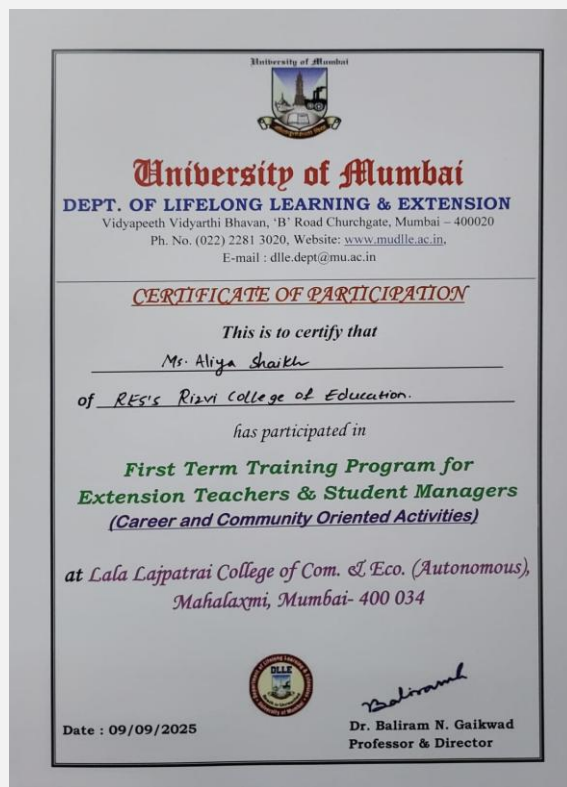 University of Mumbai
University of Mumbai
DEPT. OF LIFELONG LEARNING & EXTENSION
Vidyapeeth Vidyarthi Bhavan, ‘B’ Road Churchgate, Mumbai – 400020
Ph. No. (022) 2281 3020, Website: www.mudlle.ac.in,
E-mail : dlle.dept@mu.ac.in
CERTIFICATE OF PARTICIPATION
This is to certify that
Ms. Aliya Shaikh
of RES's Rizvi College of Education.
has participated in
First Term Training Program for
Extension Teachers & Student Managers
(Career and Community Oriented Activities)
at Lala Lajpatrai College of Com. & Eco. (Autonomous),
Mahalaxmi, Mumbai- 400 034
DLLE
Baliramh
Date : 09/09/2025
Dr. Baliram N. Gaikwad
Professor & Director